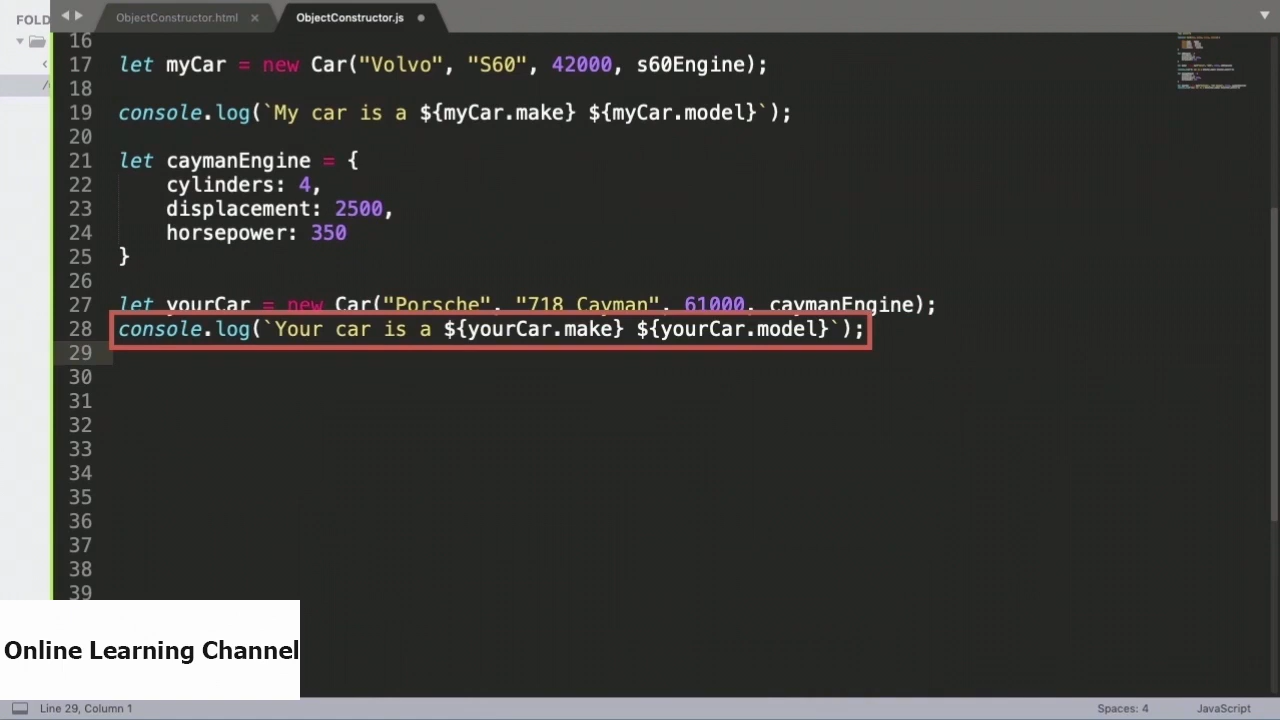 FOLD
ObjectConstructor.html
ObjectConstructor.js
16
17 let myCar = new Car("Volvo", "S60", 42000, s60Engine);
18
19 console.log(`My car is a ${myCar.make} ${myCar.model}`);
20
21 let caymanEngine = {
22 cylinders: 4,
23 displacement: 2500,
24 horsepower: 350
25 }
26
27 let yourCar = new Car("Porsche", "718 Cayman", 61000, caymanEngine);
28 console.log(`Your car is a ${yourCar.make} ${yourCar.model}`);
29
30
31
32
33
34
35
36
37
38
39
Online Learning Channel
Line 29, Column 1
Spaces: 4
JavaScript